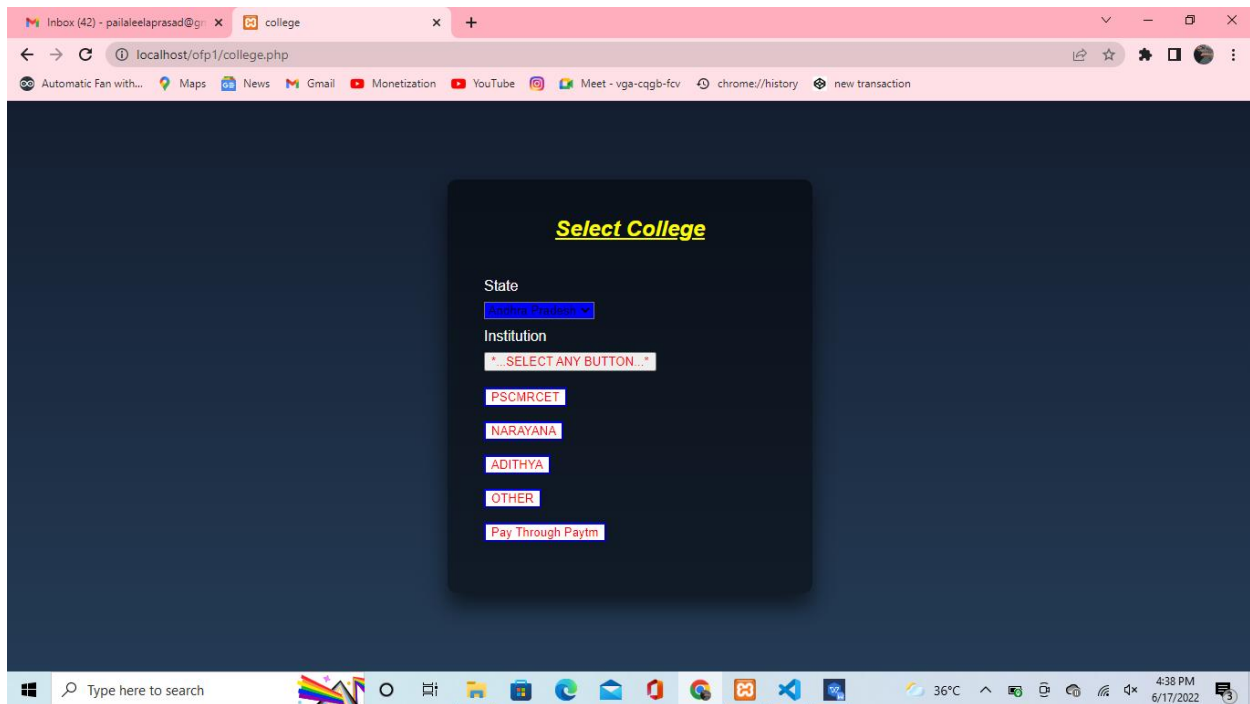 Inbox (42) - pailaleelaprasad@gm
college
localhost/ofp1/college.php
Automatic Fan with... Maps News Gmail Monetization YouTube Meet - vga-cqgb-fcv chrome://history new transaction
Select College
State
Andhra Pradesh
Institution
*...SELECT ANY BUTTON...*
PSCMRCET
NARAYANA
ADITHYA
OTHER
Pay Through Paytm
Type here to search
36°C
4:38 PM
6/17/2022
3